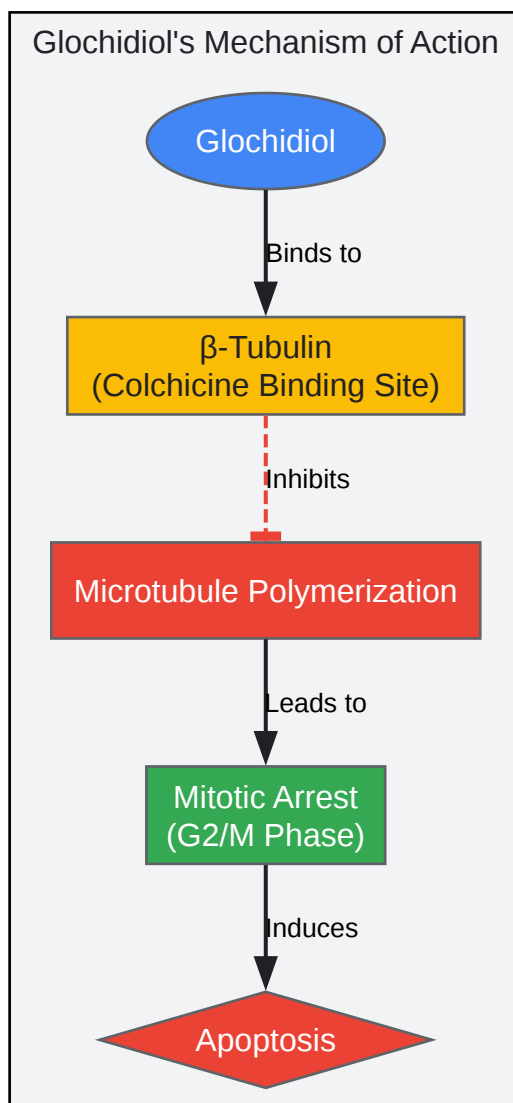 Glochidiol's Mechanism of Action
Glochidiol
Binds to
β-Tubulin
(Colchicine Binding Site)
Inhibits
Microtubule Polymerization
Leads to
Mitotic Arrest
(G2/M Phase)
Induces
Apoptosis